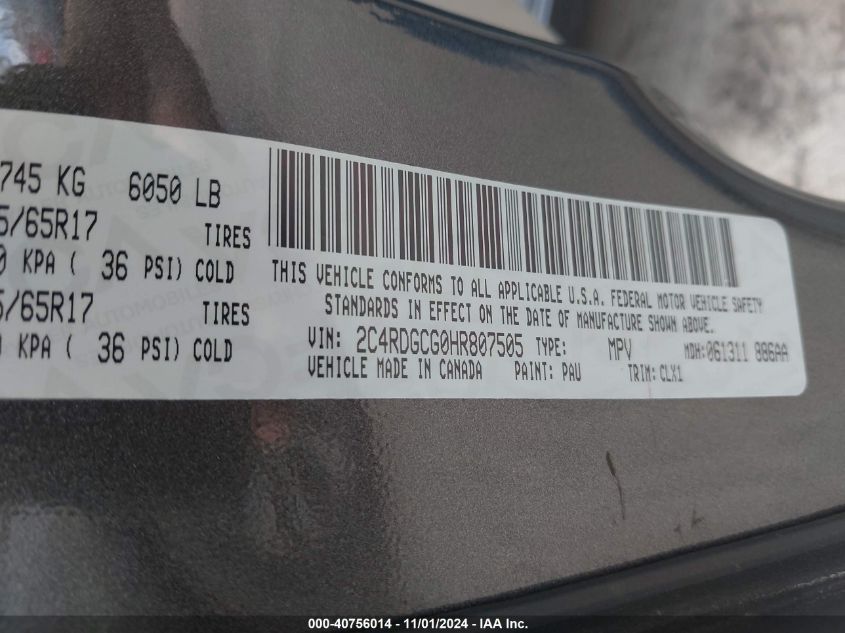 745 KG 6050 LB
5/65R17 TIRES
0 KPA ( 36 PSI) COLD
5/65R17 TIRES
KPA ( 36 PSI) COLD
THIS VEHICLE CONFORMS TO ALL APPLICABLE U.S.A. FEDERAL MOTOR VEHICLE SAFETY
STANDARDS IN EFFECT ON THE DATE OF MANUFACTURE SHOWN ABOVE.
VIN: 2C4RDGCG0HR807505 TYPE: MPV MDH:061311 886AA
VEHICLE MADE IN CANADA PAINT: PAU TRIM: CLX1
000-40756014 - 11/01/2024 - IAA Inc.